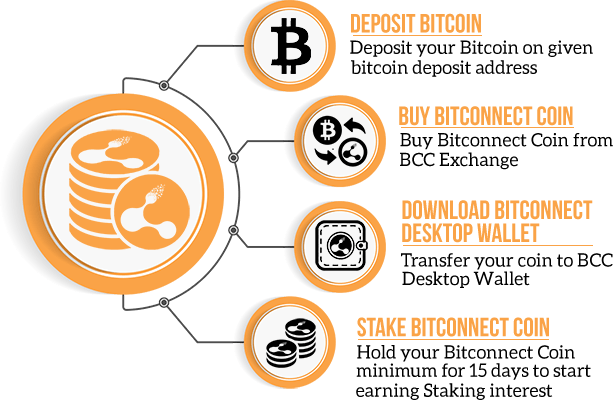 DEPOSIT BITCOIN
Deposit your Bitcoin on given
bitcoin deposit address
BUY BITCONNECT COIN
Buy Bitconnect Coin from
BCC Exchange
DOWNLOAD BITCONNECT
DESKTOP WALLET
Transfer your coin to BCC
Desktop Wallet
STAKE BITCONNECT COIN
Hold your Bitconnect Coin
minimum for 15 days to start
earning Staking interest